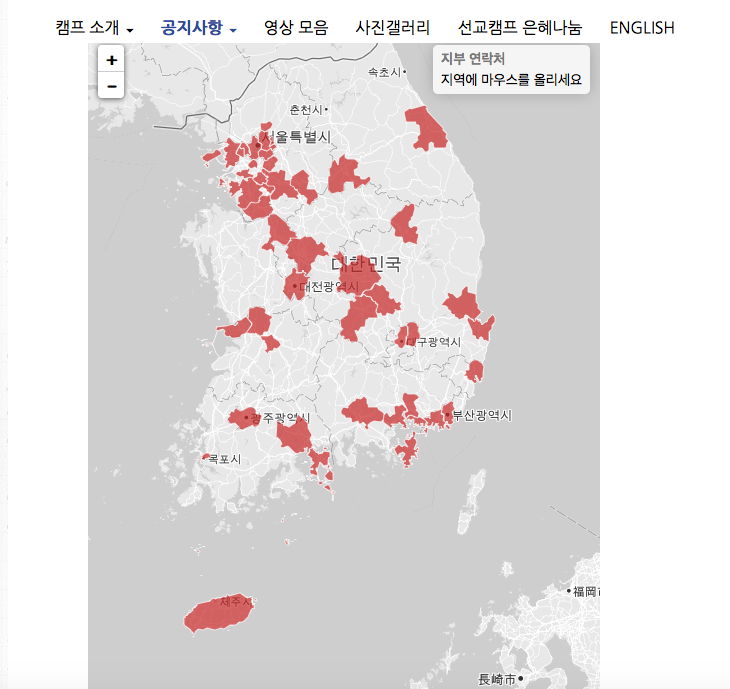 캠프 소개
공지사항
영상 모음
사진갤러리
선교캠프 은혜나눔
ENGLISH
+
−
지부 연락처
지역에 마우스를 올리세요
속초시
춘천시
서울특별시
대한민국
대전광역시
대구광역시
광주광역시
부산광역시
목포시
제주시
福岡市
長崎市